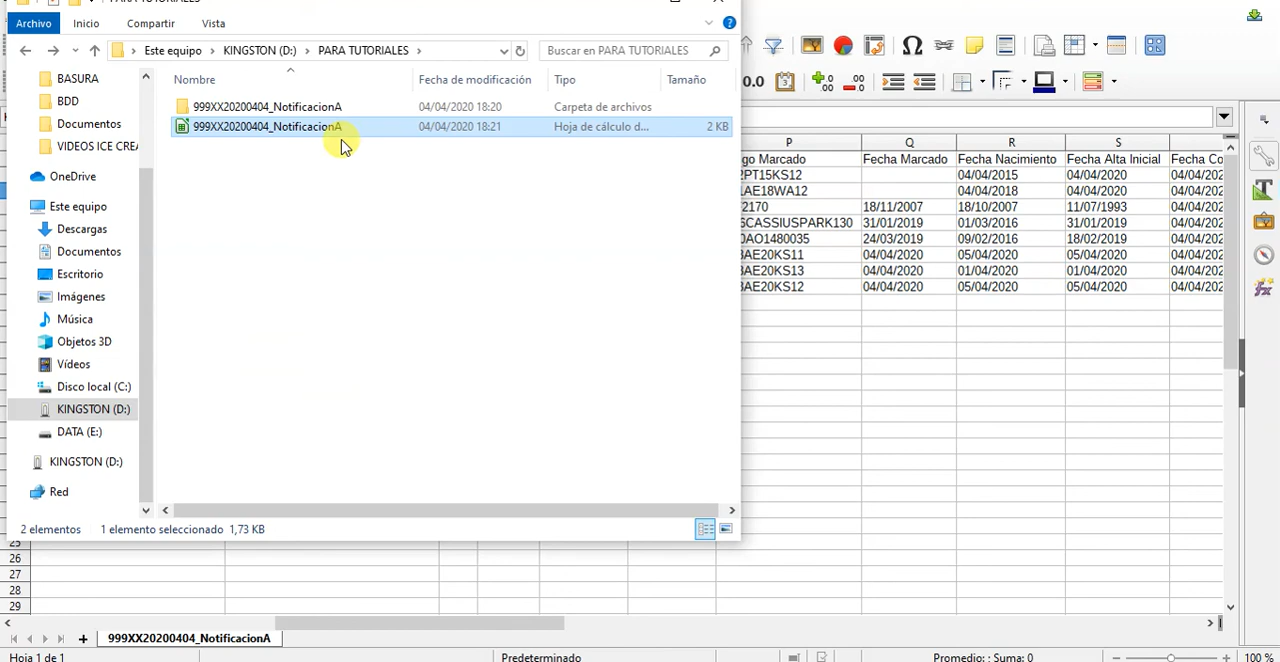 PARA TUTORIALES
Archivo Inicio Compartir Vista
Este equipo KINGSTON (D:) PARA TUTORIALES Buscar en PARA TUTORIALES
BASURA
BDD
Documentos
VIDEOS ICE CREA
OneDrive
Este equipo
Descargas
Documentos
Escritorio
Imágenes
Música
Objetos 3D
Vídeos
Disco local (C:)
KINGSTON (D:)
DATA (E:)
KINGSTON (D:)
Red
Nombre Fecha de modificación Tipo Tamaño
999XX20200404_NotificacionA 04/04/2020 18:20 Carpeta de archivos
999XX20200404_NotificacionA 04/04/2020 18:21 Hoja de cálculo d... 2 KB
2 elementos 1 elemento seleccionado 1,73 KB
0.0
P Q R S
go Marcado Fecha Marcado Fecha Nacimiento Fecha Alta Inicial Fecha Co
2PT15KS12 04/04/2015 04/04/2020 04/04/202
1AE18WA12 04/04/2018 04/04/2020 04/04/202
2170 18/11/2007 18/10/2007 11/07/1993 04/04/202
GCASSIUSPARK130 31/01/2019 01/03/2016 31/01/2019 04/04/202
0AO1480035 24/03/2019 09/02/2016 18/02/2019 04/04/202
3AE20KS11 04/04/2020 05/04/2020 05/04/2020 04/04/202
3AE20KS13 04/04/2020 01/04/2020 01/04/2020 04/04/202
3AE20KS12 04/04/2020 05/04/2020 05/04/2020 04/04/202
25
26
27
28
29
999XX20200404_NotificacionA
Hoja 1 de 1 Predeterminado Promedio: ; Suma: 0 100 %